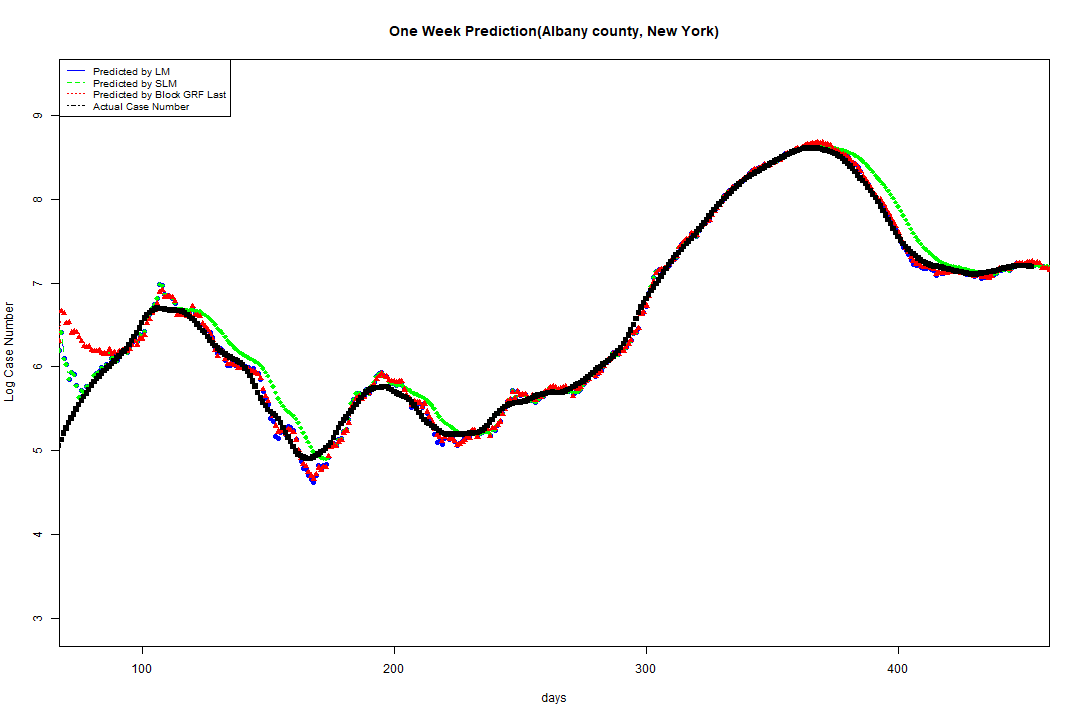 One Week Prediction(Albany county, New York)
Predicted by LM
Predicted by SLM
Predicted by Block GRF Last
Actual Case Number
9
8
7
6
5
4
3
Log Case Number
100 200 300 400
days